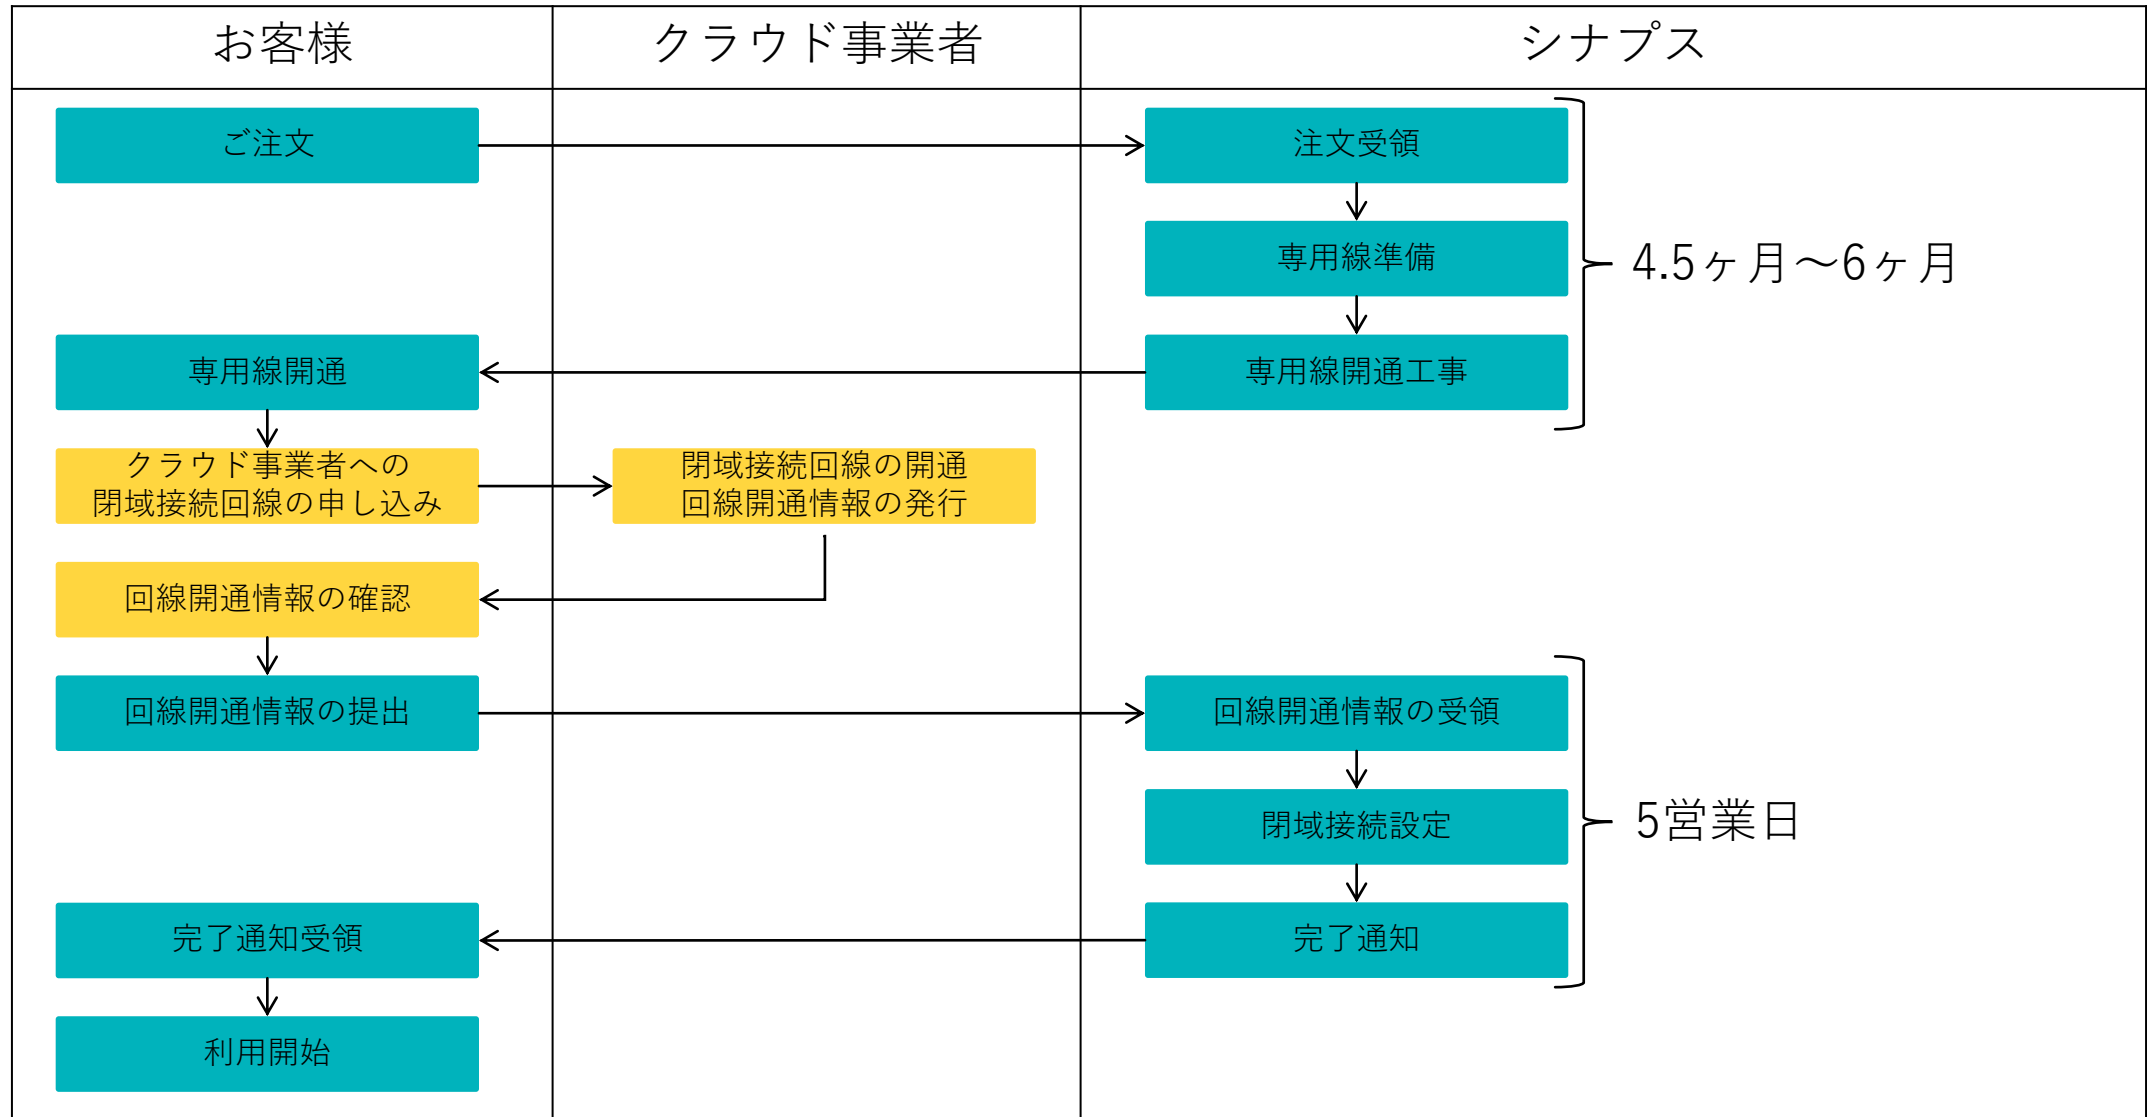 お客様
クラウド事業者
シナプス
ご注文
注文受領
専用線準備
4.5ヶ月～6ヶ月
専用線開通
専用線開通工事
クラウド事業者への
閉域接続回線の申し込み
閉域接続回線の開通
回線開通情報の発行
回線開通情報の確認
回線開通情報の提出
回線開通情報の受領
閉域接続設定
5営業日
完了通知受領
完了通知
利用開始